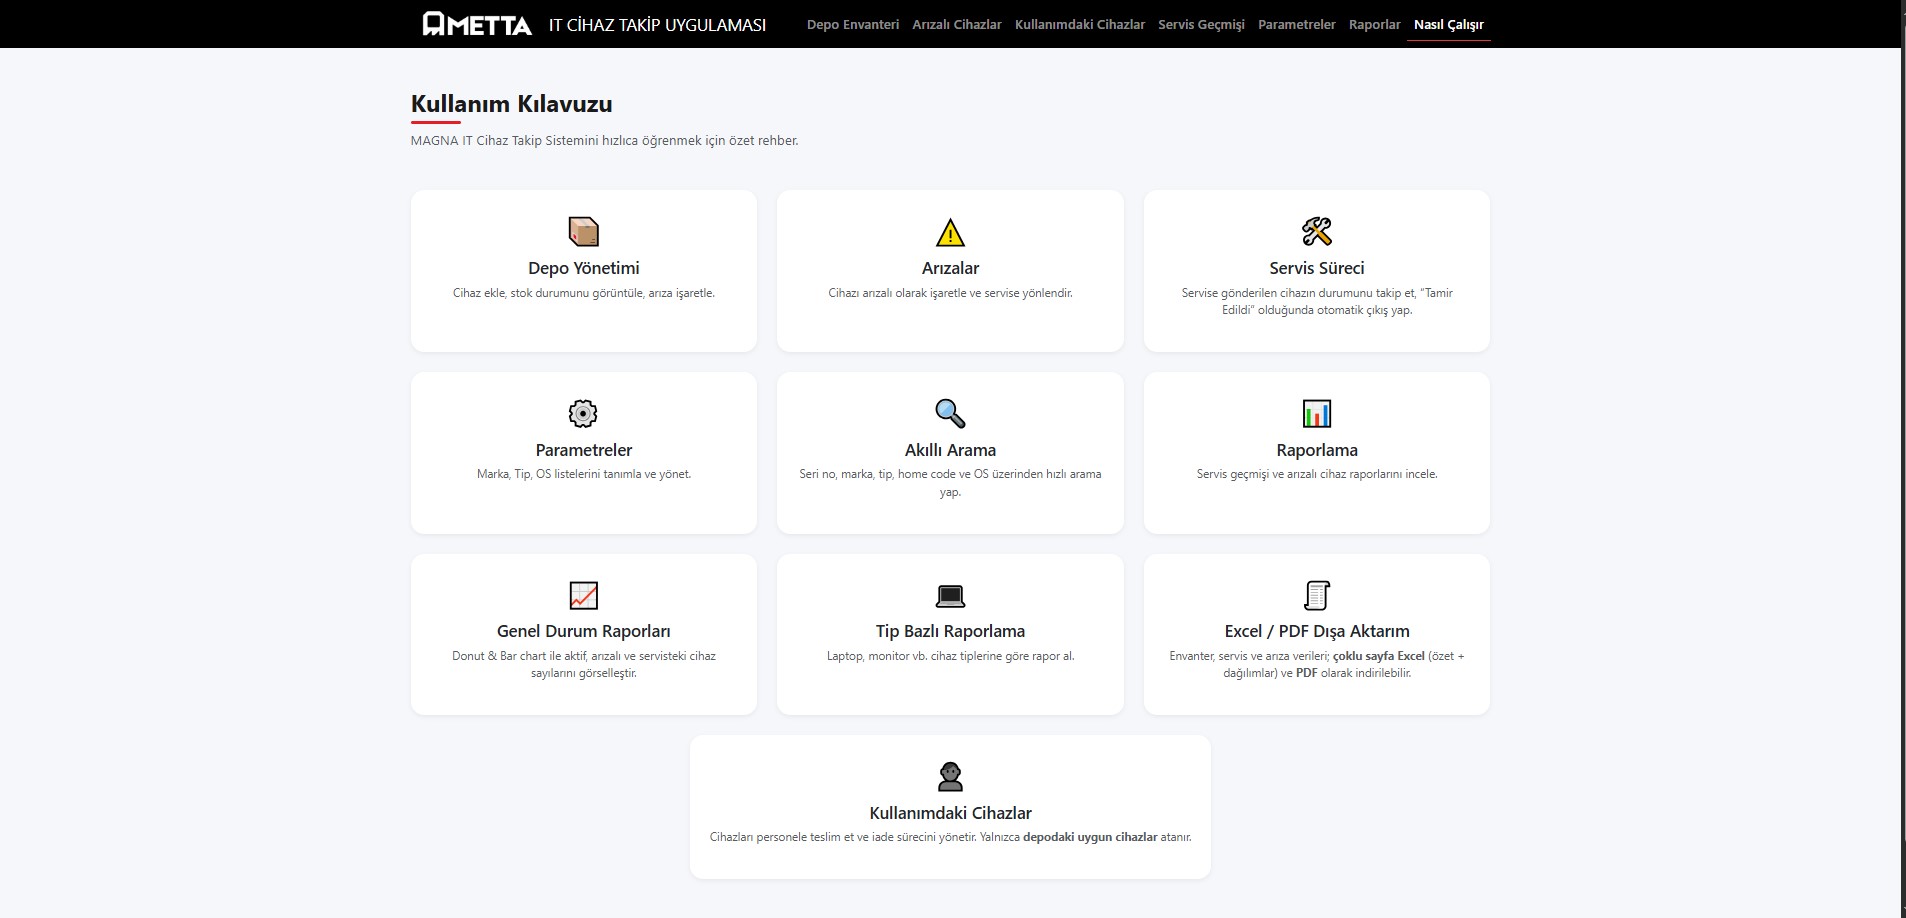 METTA IT CİHAZ TAKİP UYGULAMASI Depo Envanteri Arızalı Cihazlar Kullanımdaki Cihazlar Servis Geçmişi Parametreler Raporlar Nasıl Çalışır
Kullanım Kılavuzu
MAGNA IT Cihaz Takip Sistemini hızlıca öğrenmek için özet rehber.
Depo Yönetimi
Cihaz ekle, stok durumunu görüntüle, arıza işaretle.
Arızalar
Cihazı arızalı olarak işaretle ve servise yönlendir.
Servis Süreci
Servise gönderilen cihazın durumunu takip et, “Tamir
Edildi” olduğunda otomatik çıkış yap.
Parametreler
Marka, Tip, OS listelerini tanımla ve yönet.
Akıllı Arama
Seri no, marka, tip, home code ve OS üzerinden hızlı arama
yap.
Raporlama
Servis geçmişi ve arızalı cihaz raporlarını incele.
Genel Durum Raporları
Donut & Bar chart ile aktif, arızalı ve servisteki cihaz
sayılarını görselleştir.
Tip Bazlı Raporlama
Laptop, monitor vb. cihaz tiplerine göre rapor al.
Excel / PDF Dışa Aktarım
Envanter, servis ve arıza verileri; çoklu sayfa Excel (özet +
dağılımlar) ve PDF olarak indirilebilir.
Kullanımdaki Cihazlar
Cihazları personele teslim et ve iade sürecini yönetir. Yalnızca depodaki uygun cihazlar atanır.